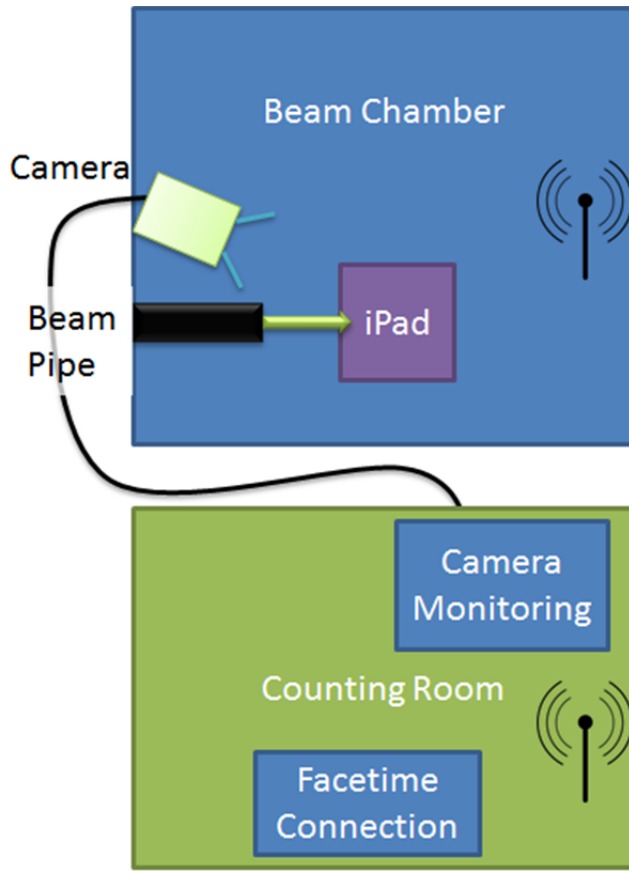 Beam Chamber
Camera
Beam
Pipe
iPad
Camera
Monitoring
Counting Room
Facetime
Connection